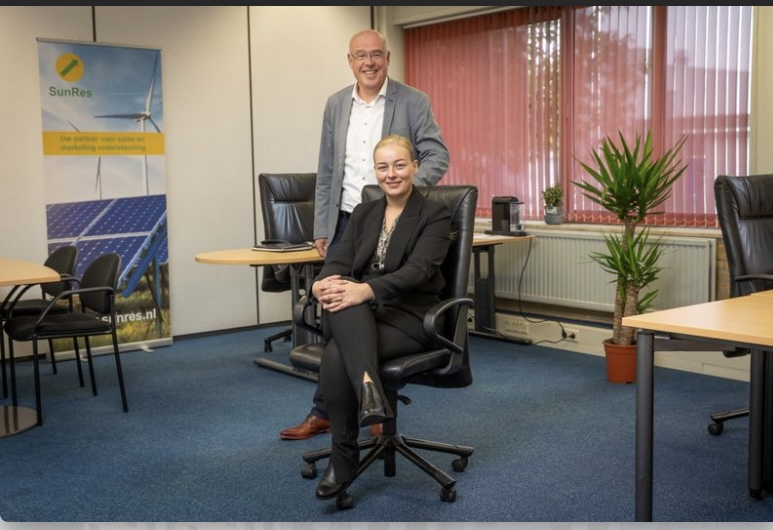 SunRes
Uw partner voor sales en
marketing ondersteuning
sunres.nl